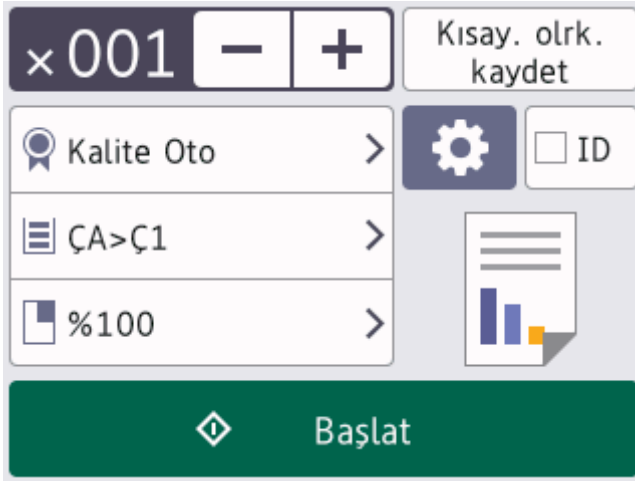 ×001 − +
Kısay. olrk.
kaydet
Kalite Oto >
ID
ÇA>Ç1 >
%100 >
Başlat